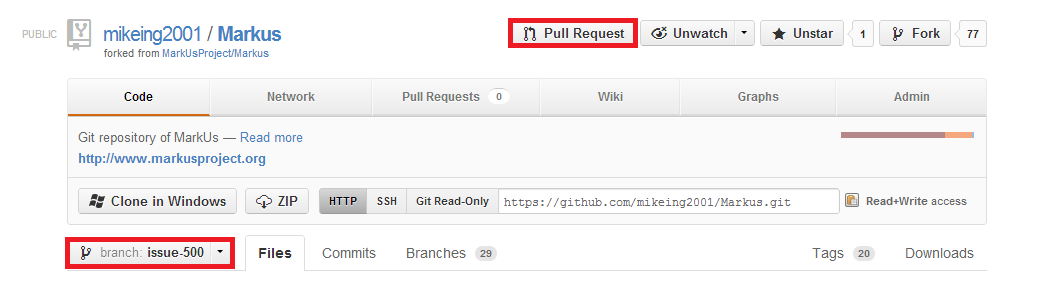 PUBLIC mikeing2001 / Markus Pull Request Unwatch Unstar 1 Fork 77
forked from MarkUsProject/Markus
Code Network Pull Requests 0 Wiki Graphs Admin
Git repository of MarkUs — Read more
http://www.markusproject.org
Clone in Windows ZIP HTTP SSH Git Read-Only https://github.com/mikeing2001/Markus.git Read+Write access
branch: issue-500 Files Commits Branches 29 Tags 20 Downloads